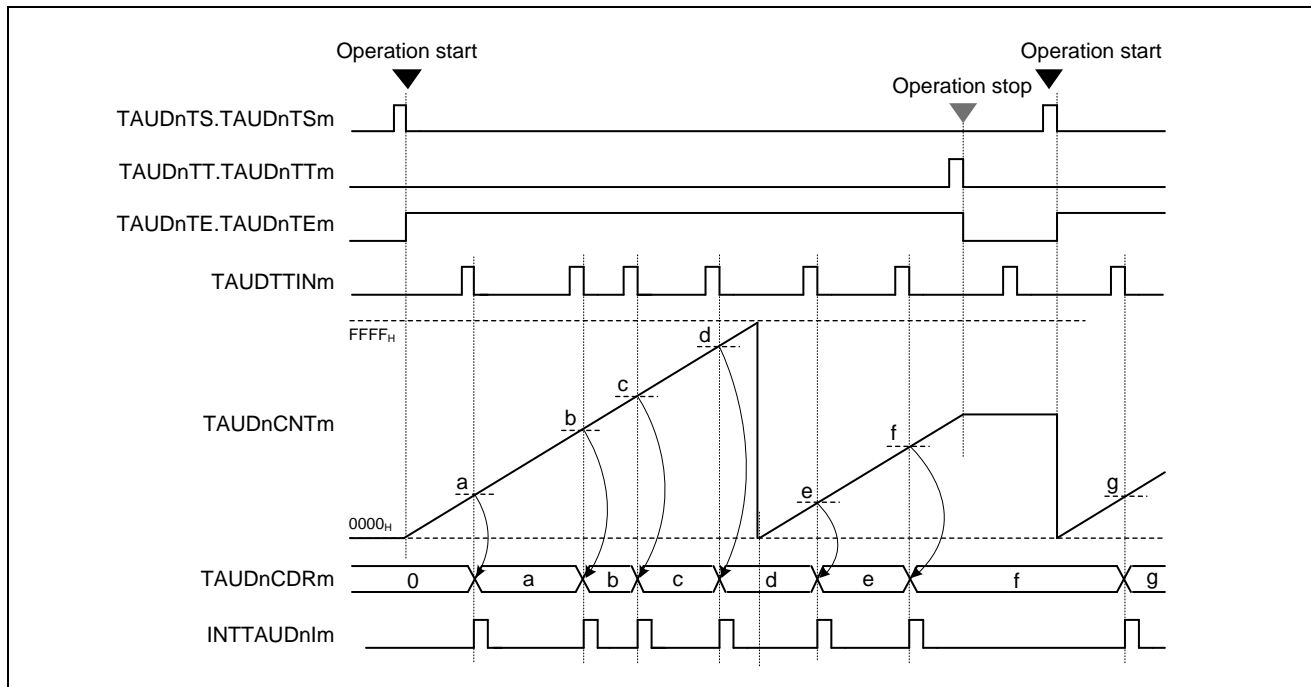 Operation start
Operation start
Operation stop
TAUDnTS.TAUDnTSm
TAUDnTT.TAUDnTTm
TAUDnTE.TAUDnTEm
TAUDTTINm
FFFFH
d
c
TAUDnCNTm
b
f
a
e
g
0000H
TAUDnCDRm
0 a b c d e f g
INTTAUDnIm